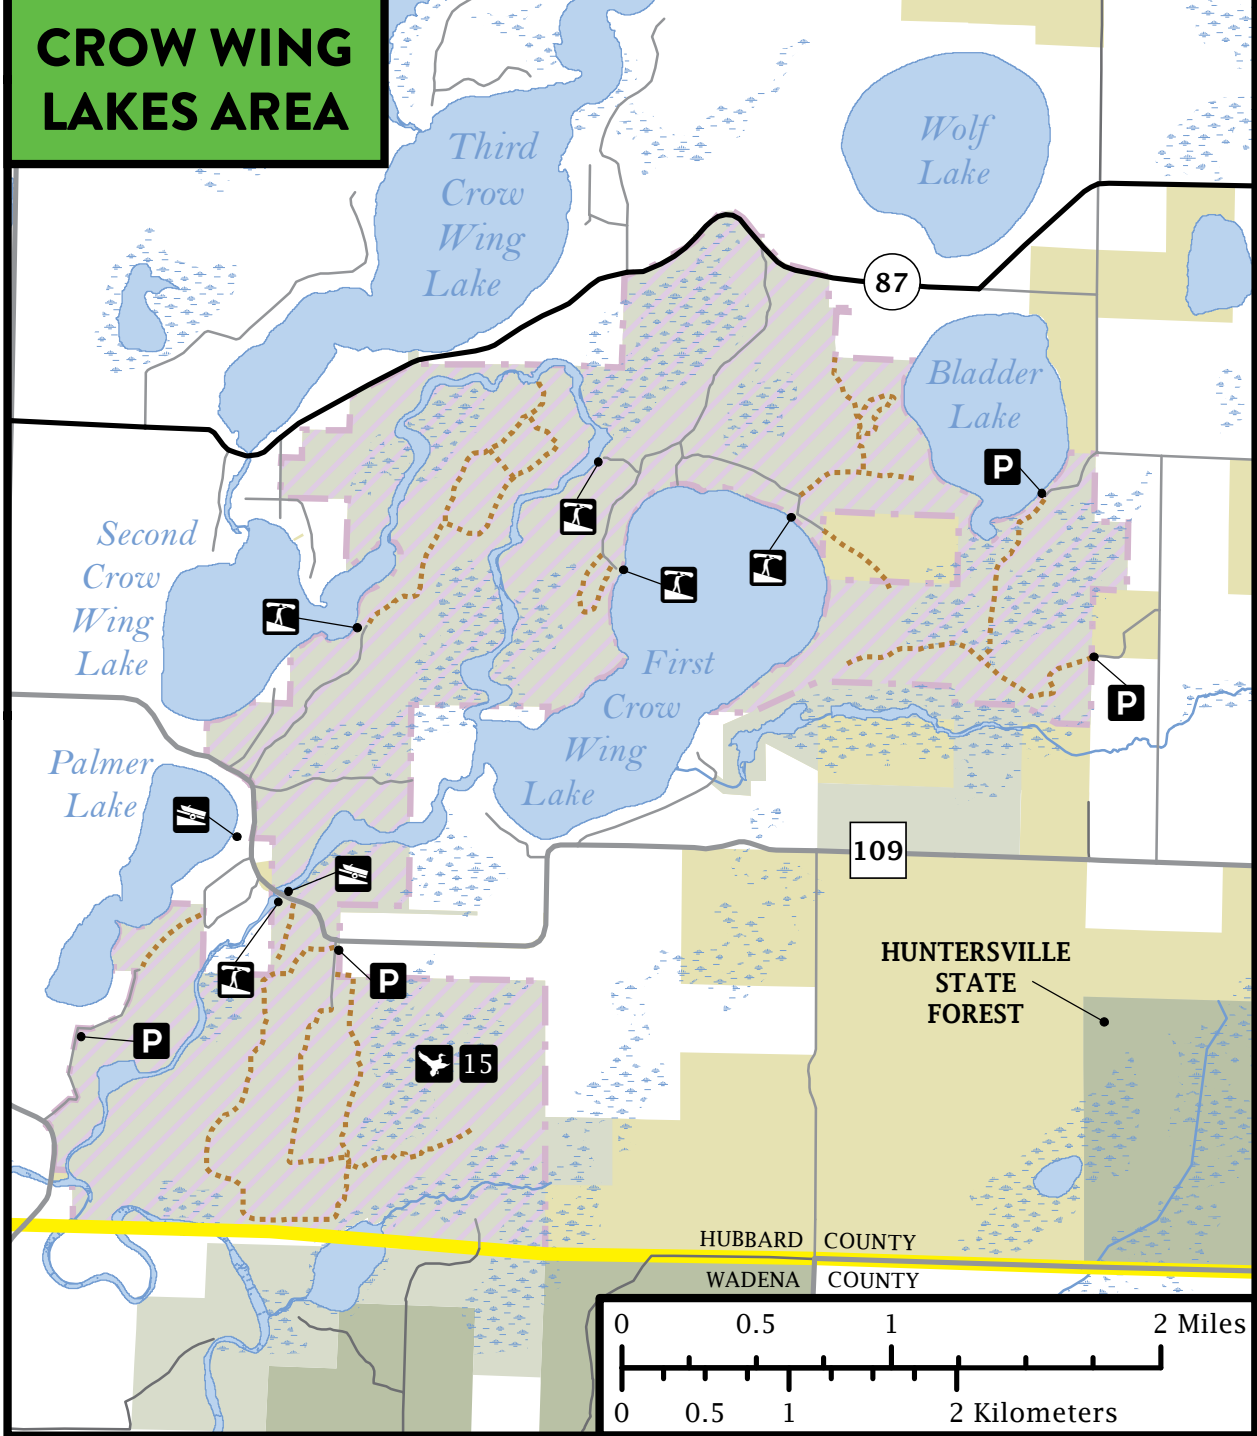 CROW WING
LAKES AREA
Third
Crow
Wing
Lake
Wolf
Lake
87
Bladder
Lake
P
Second
Crow
Wing
Lake
First
Crow
Wing
Lake
P
Palmer
Lake
109
HUNTERSVILLE
STATE
FOREST
P
P
15
HUBBARD COUNTY
WADENA COUNTY
0 0.5 1 2 Miles
0 0.5 1 2 Kilometers